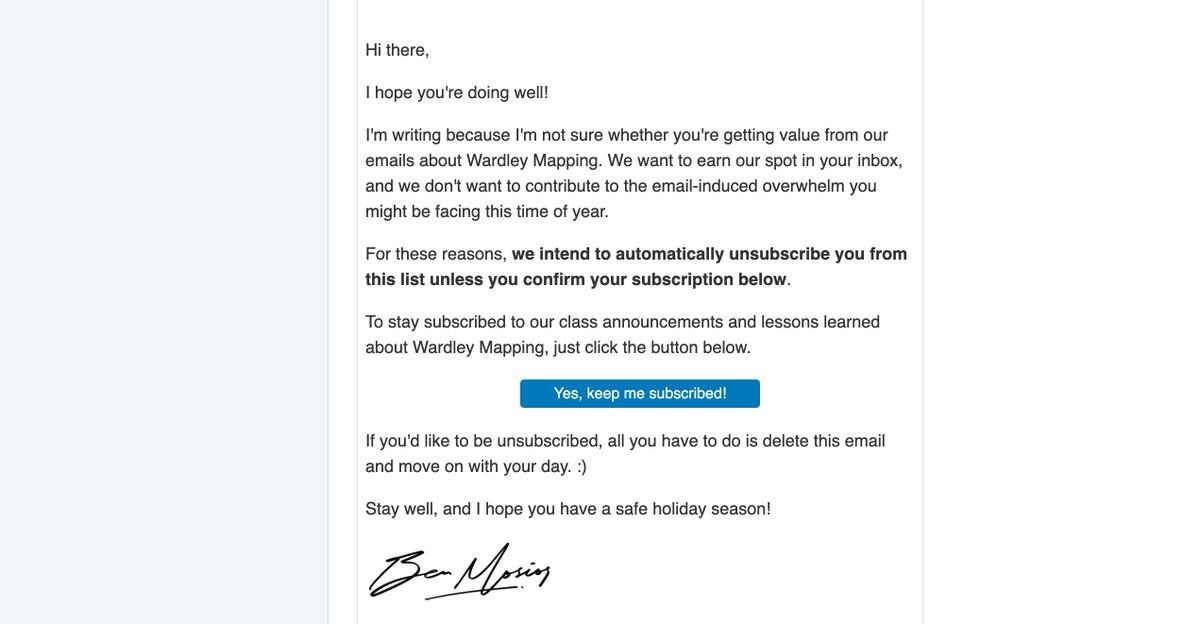 Hi there,
I hope you're doing well!
I'm writing because I'm not sure whether you're getting value from our
emails about Wardley Mapping. We want to earn our spot in your inbox,
and we don't want to contribute to the email-induced overwhelm you
might be facing this time of year.
For these reasons, we intend to automatically unsubscribe you from
this list unless you confirm your subscription below.
To stay subscribed to our class announcements and lessons learned
about Wardley Mapping, just click the button below.
Yes, keep me subscribed!
If you'd like to be unsubscribed, all you have to do is delete this email
and move on with your day. :)
Stay well, and I hope you have a safe holiday season!
Ben Mosior